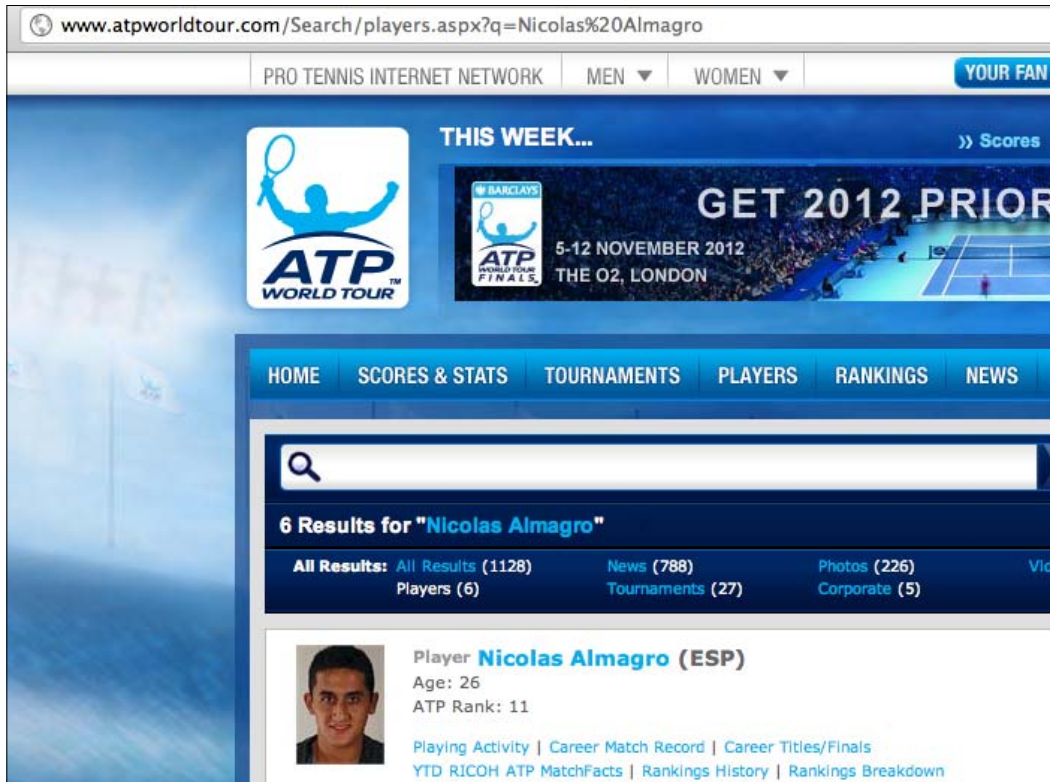 www.atpworldtour.com/Search/players.aspx?q=Nicolas%20Almagro
PRO TENNIS INTERNET NETWORK MEN ▼ WOMEN ▼ YOUR FAN
THIS WEEK...
» Scores
ATP™
WORLD TOUR
BARCLAYS
ATP
WORLD TOUR
FINALS
GET 2012 PRIOR
5-12 NOVEMBER 2012
THE O2, LONDON
HOME SCORES & STATS TOURNAMENTS PLAYERS RANKINGS NEWS
6 Results for "Nicolas Almagro"
All Results: All Results (1128) News (788) Photos (226) Vic
Players (6) Tournaments (27) Corporate (5)
Player Nicolas Almagro (ESP)
Age: 26
ATP Rank: 11
Playing Activity | Career Match Record | Career Titles/Finals
YTD RICOH ATP MatchFacts | Rankings History | Rankings Breakdown